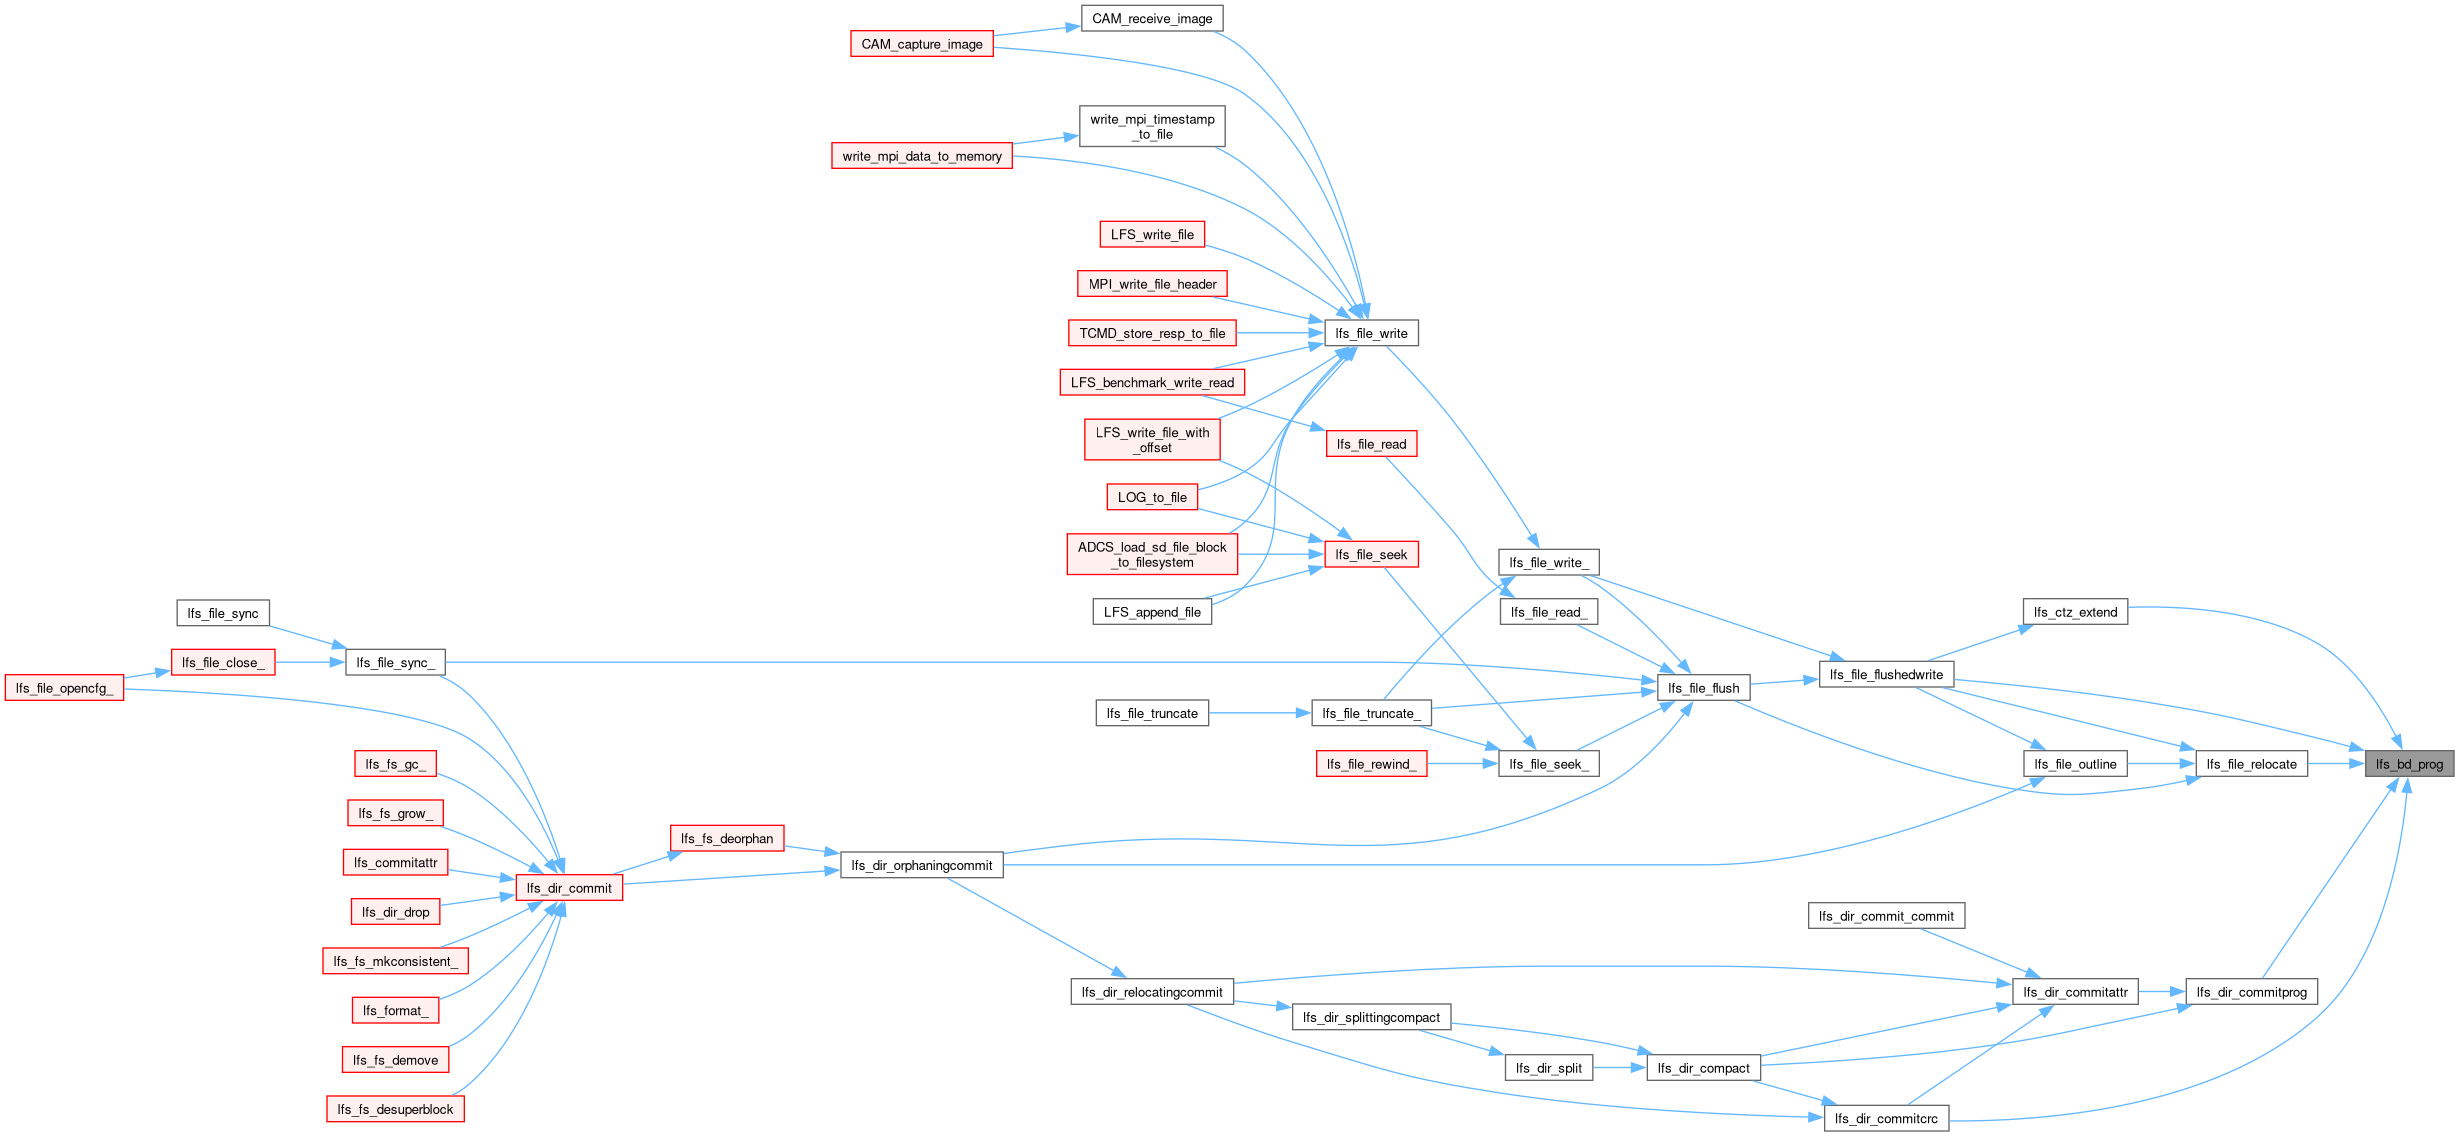 CAM_receive_image
CAM_capture_image
write_mpi_timestamp
_to_file
write_mpi_data_to_memory
LFS_write_file
MPI_write_file_header
TCMD_store_resp_to_file
lfs_file_write
LFS_benchmark_write_read
LFS_write_file_with
_offset
lfs_file_read
LOG_to_file
ADCS_load_sd_file_block
_to_filesystem
lfs_file_seek
lfs_file_write_
LFS_append_file
lfs_file_read_
lfs_ctz_extend
lfs_file_sync
lfs_file_close_
lfs_file_sync_
lfs_file_opencfg_
lfs_file_flush
lfs_file_flushedwrite
lfs_file_truncate
lfs_file_truncate_
lfs_fs_gc_
lfs_file_rewind_
lfs_file_seek_
lfs_file_outline
lfs_file_relocate
lfs_bd_prog
lfs_fs_grow_
lfs_fs_deorphan
lfs_commitattr
lfs_dir_orphaningcommit
lfs_dir_commit
lfs_dir_drop
lfs_dir_commit_commit
lfs_fs_mkconsistent_
lfs_dir_relocatingcommit
lfs_dir_commitattr
lfs_dir_commitprog
lfs_format_
lfs_dir_splittingcompact
lfs_fs_demove
lfs_dir_split
lfs_dir_compact
lfs_fs_desuperblock
lfs_dir_commitcrc